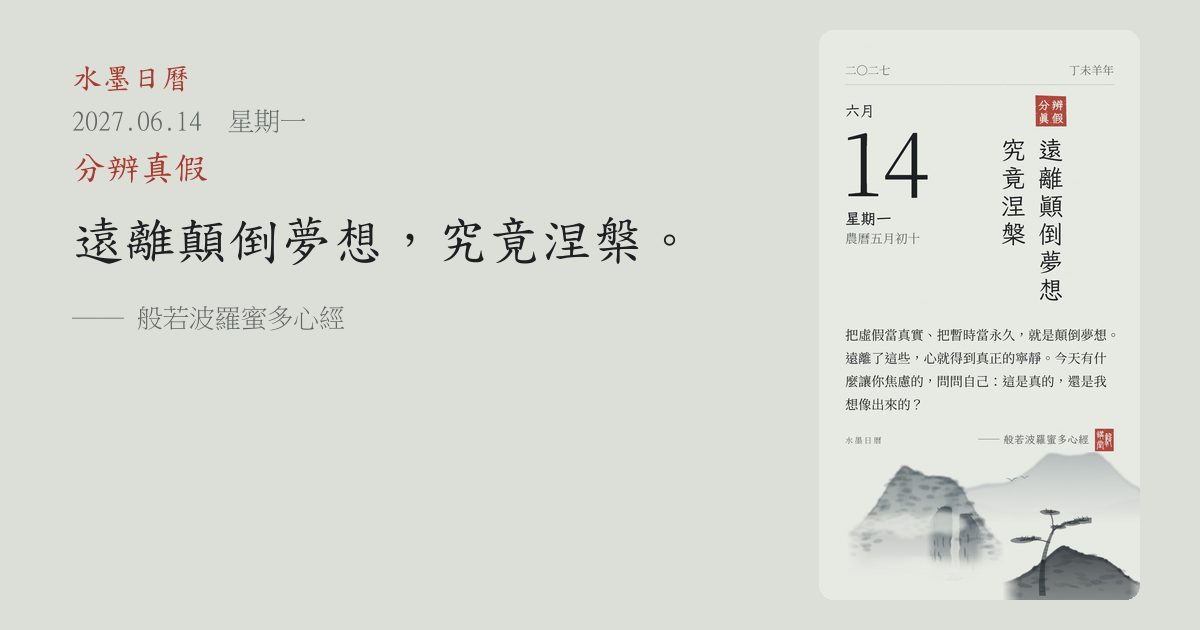 水墨日曆
2027.06.14 星期一
分辨真假
遠離顛倒夢想，究竟涅槃。
—— 般若波羅蜜多心經
二〇二七
丁未羊年
六月
14
星期一
農曆五月初十
辨假
分眞
遠離顛倒夢想
究竟涅槃
把虛假當真實、把暫時當永久，就是顛倒夢想。
遠離了這些，心就得到真正的寧靜。今天有什
麼讓你焦慮的，問問自己：這是真的，還是我
想像出來的？
水墨日曆
—— 般若波羅蜜多心經